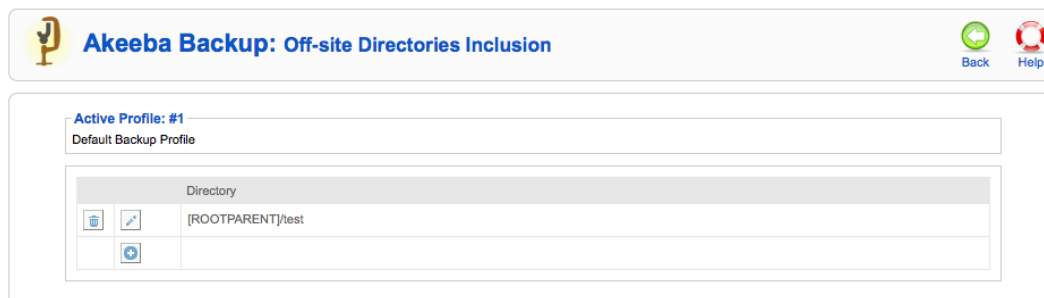 Akeeba Backup: Off-site Directories Inclusion
Back
Help
Active Profile: #1
Default Backup Profile
Directory
[ROOTPARENT]/test